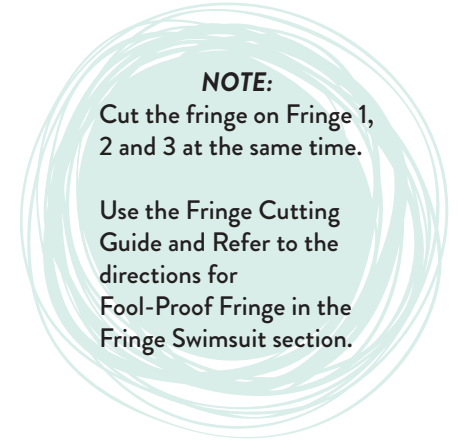 NOTE:
Cut the fringe on Fringe 1,
2 and 3 at the same time.
Use the Fringe Cutting
Guide and Refer to the
directions for
Fool-Proof Fringe in the
Fringe Swimsuit section.